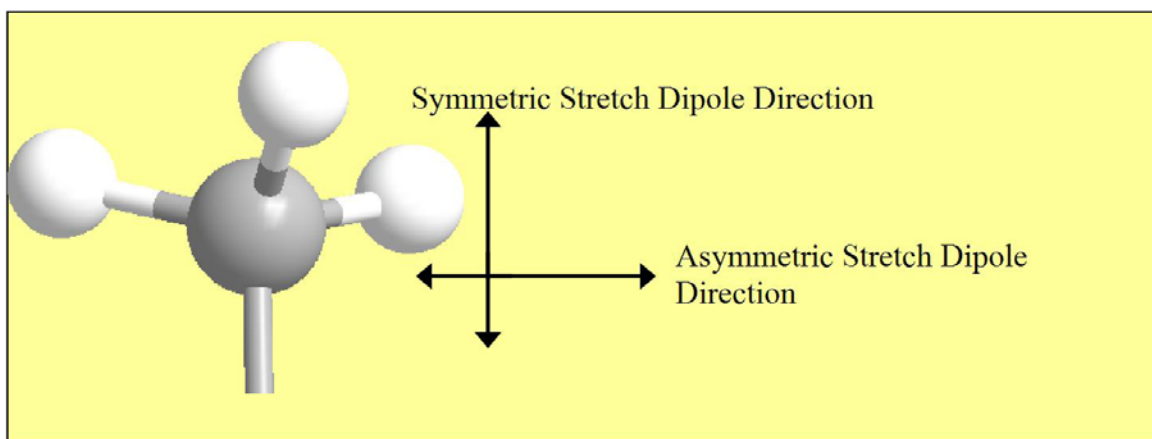 Symmetric Stretch Dipole Direction
Asymmetric Stretch Dipole
Direction